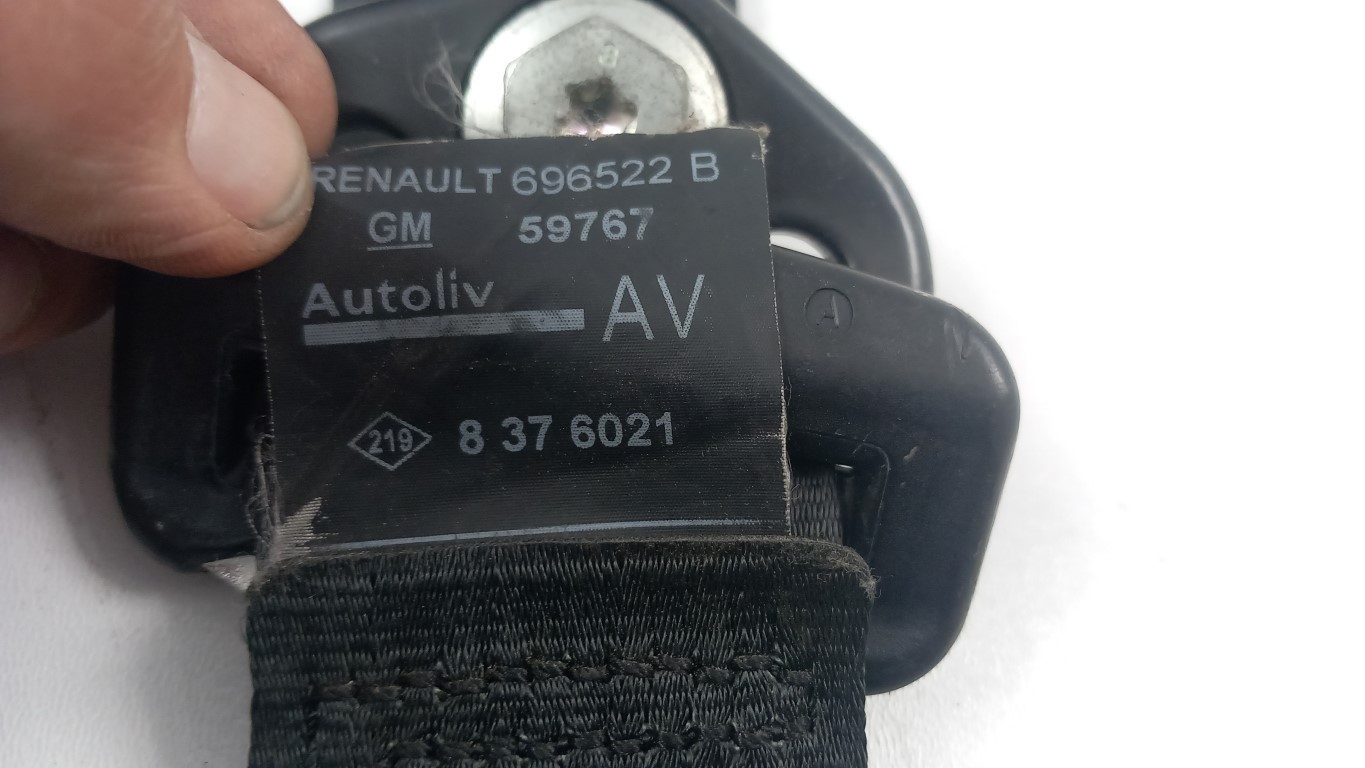 RENAULT 696522 B
GM 59767
Autoliv AV
219 8 37 6021
A